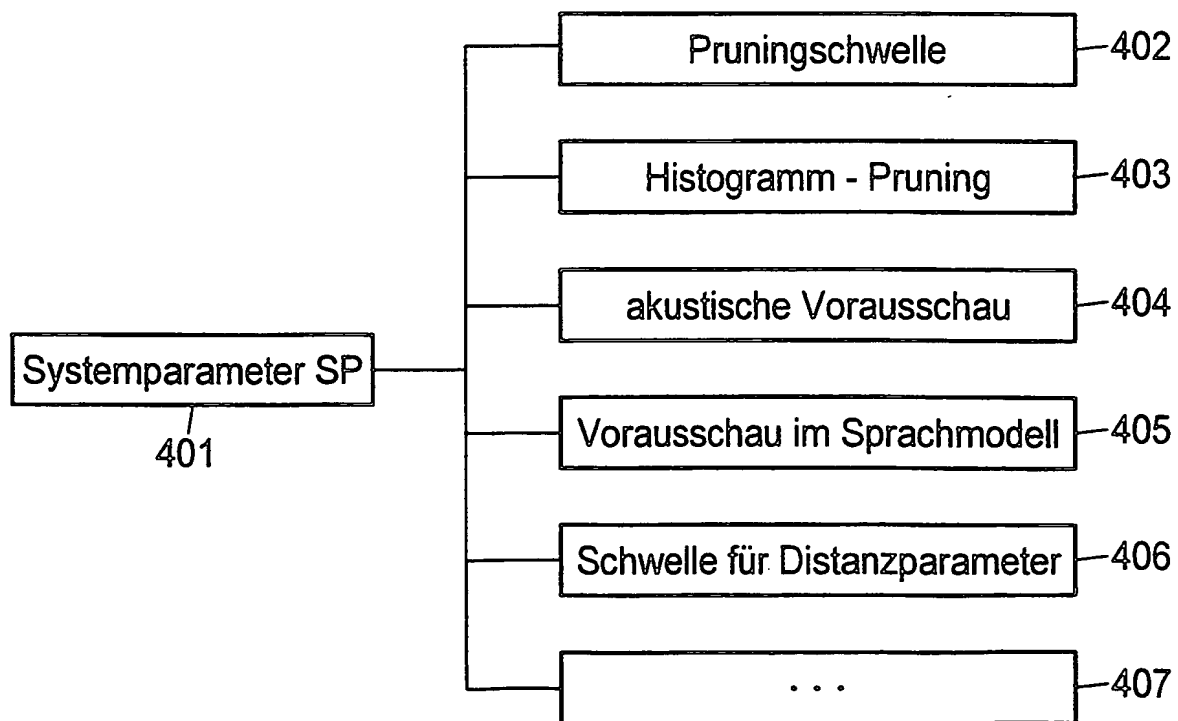 Pruningschwelle 402
Histogramm - Pruning 403
akustische Vorausschau 404
Systemparameter SP
401
Vorausschau im Sprachmodell 405
Schwelle für Distanzparameter 406
. . . 407